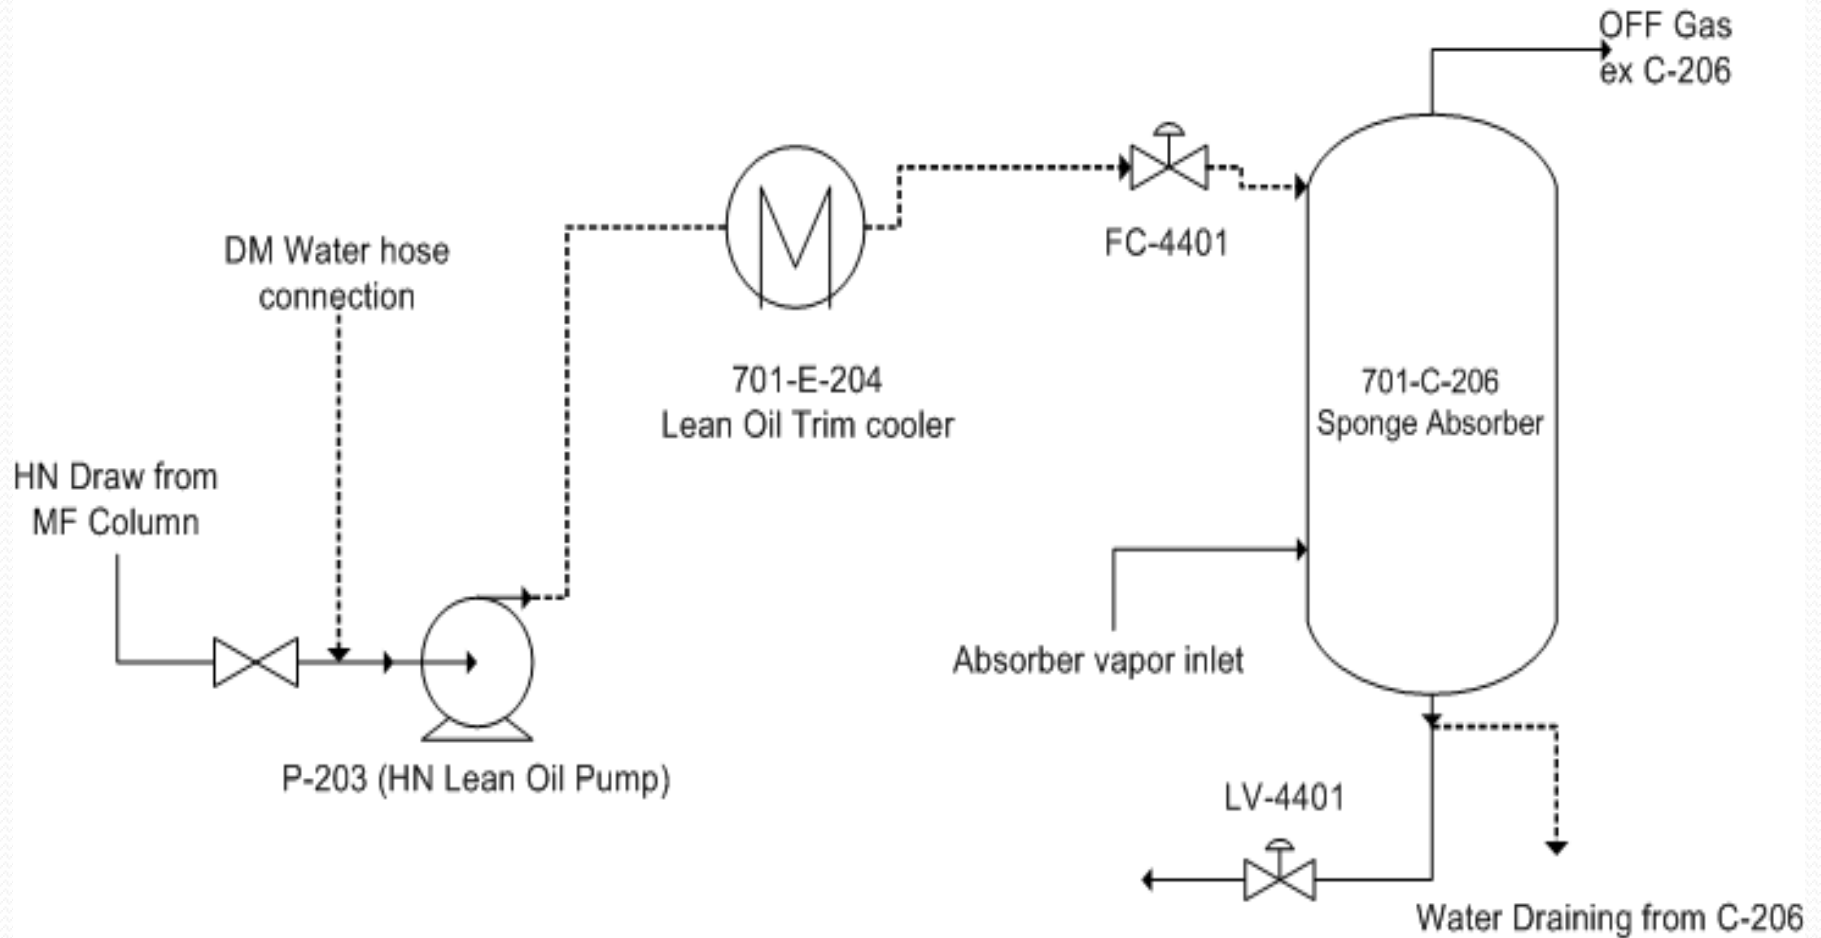 OFF Gas
ex C-206
FC-4401
DM Water hose
connection
701-E-204
Lean Oil Trim cooler
701-C-206
Sponge Absorber
HN Draw from
MF Column
Absorber vapor inlet
P-203 (HN Lean Oil Pump)
LV-4401
Water Draining from C-206